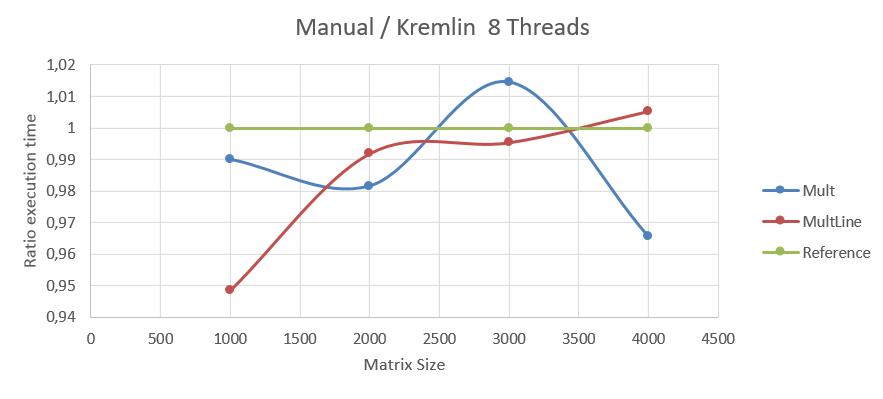 Manual / Kremlin  8 Threads
1,02
1,01
1
0,99
0,98
0,97
0,96
0,95
0,94
Ratio execution time
0 500 1000 1500 2000 2500 3000 3500 4000 4500
Matrix Size
Mult
MultLine
Reference